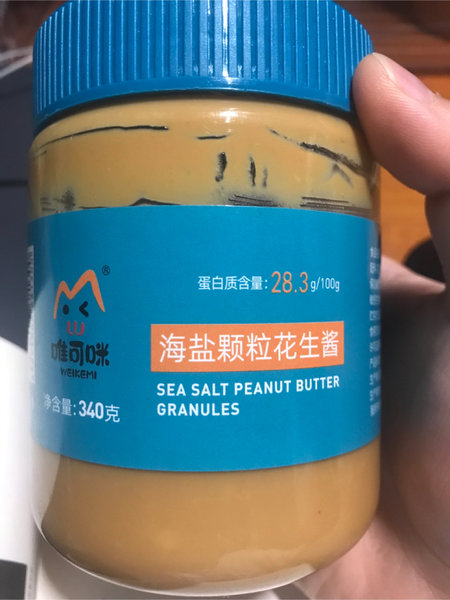 ®
蛋白质含量：28.3g/100g
唯可咪
WEIKEMI
海盐颗粒花生酱
SEA SALT PEANUT BUTTER
GRANULES
净含量：340克